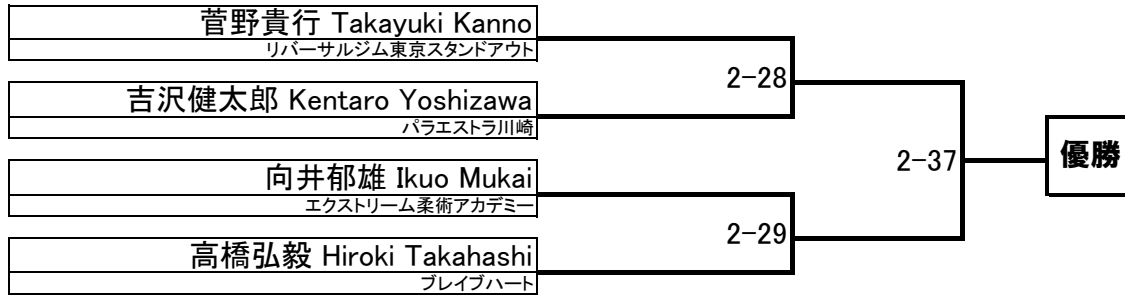 菅野貴行 Takayuki Kanno
リバーサルジム東京スタンドアウト
2-28
吉沢健太郎 Kentaro Yoshizawa
パラエストラ川崎
2-37
優勝
向井郁雄 Ikuo Mukai
エクストリーム柔術アカデミー
2-29
高橋弘毅 Hiroki Takahashi
ブレイブハート